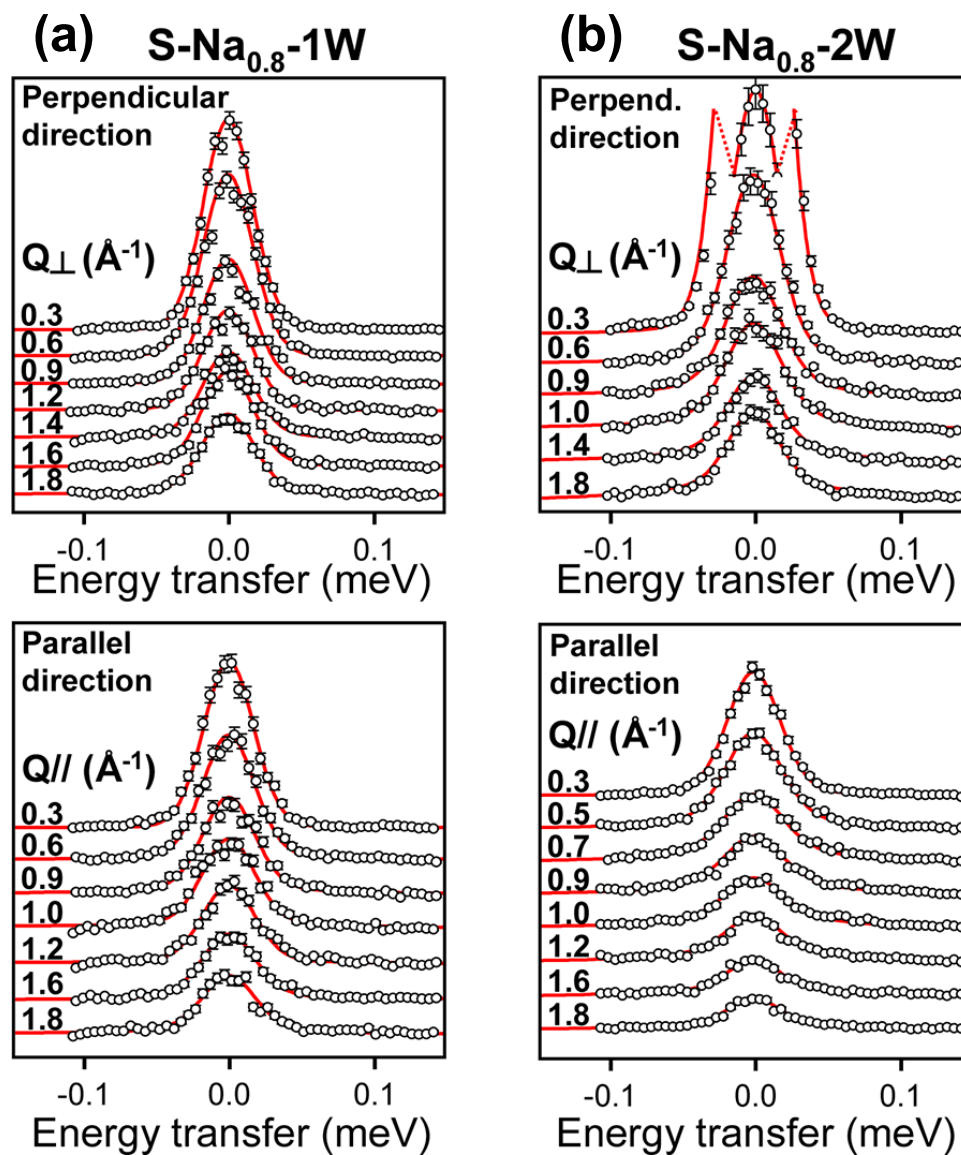 (a) S-Na0.8-1W
Perpendicular
direction
Q⊥ (Å-1)
0.3
0.6
0.9
1.2
1.4
1.6
1.8
-0.1 0.0 0.1
Energy transfer (meV)
Parallel
direction
Q// (Å-1)
0.3
0.6
0.9
1.0
1.2
1.6
1.8
-0.1 0.0 0.1
Energy transfer (meV)
(b) S-Na0.8-2W
Perpend.
direction
Q⊥ (Å-1)
0.3
0.6
0.9
1.0
1.4
1.8
-0.1 0.0 0.1
Energy transfer (meV)
Parallel
direction
Q// (Å-1)
0.3
0.5
0.7
0.9
1.0
1.2
1.6
1.8
-0.1 0.0 0.1
Energy transfer (meV)